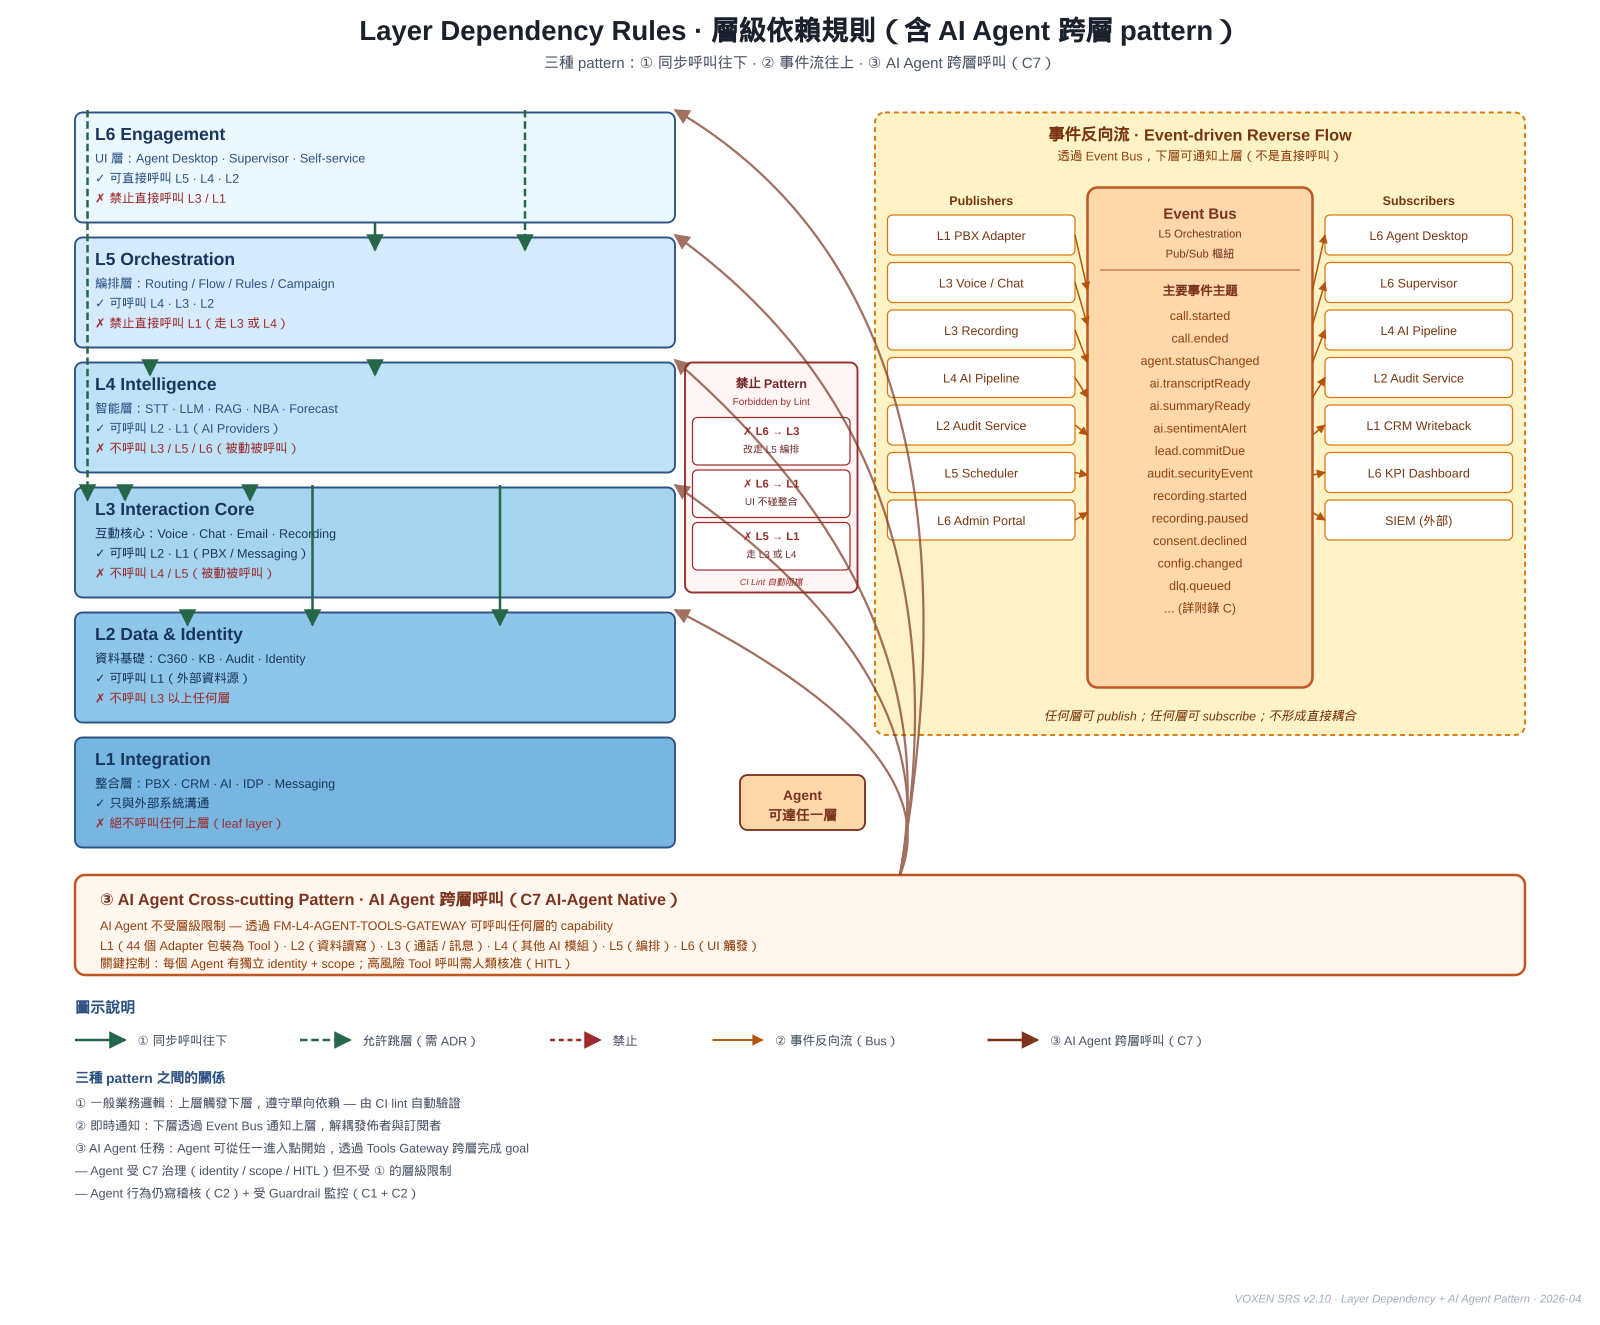 Layer Dependency Rules · 層級依賴規則（含 AI Agent 跨層 pattern）
三種 pattern：① 同步呼叫往下 · ② 事件流往上 · ③ AI Agent 跨層呼叫（C7）
L6 Engagement
UI 層：Agent Desktop · Supervisor · Self-service
✓ 可直接呼叫 L5 · L4 · L2
✗ 禁止直接呼叫 L3 / L1
L5 Orchestration
編排層：Routing / Flow / Rules / Campaign
✓ 可呼叫 L4 · L3 · L2
✗ 禁止直接呼叫 L1（走 L3 或 L4）
L4 Intelligence
智能層：STT · LLM · RAG · NBA · Forecast
✓ 可呼叫 L2 · L1（AI Providers）
✗ 不呼叫 L3 / L5 / L6（被動被呼叫）
L3 Interaction Core
互動核心：Voice · Chat · Email · Recording
✓ 可呼叫 L2 · L1（PBX / Messaging）
✗ 不呼叫 L4 / L5（被動被呼叫）
L2 Data & Identity
資料基礎：C360 · KB · Audit · Identity
✓ 可呼叫 L1（外部資料源）
✗ 不呼叫 L3 以上任何層
L1 Integration
整合層：PBX · CRM · AI · IDP · Messaging
✓ 只與外部系統溝通
✗ 絕不呼叫任何上層（leaf layer）
禁止 Pattern
Forbidden by Lint
✗ L6 → L3
改走 L5 編排
✗ L6 → L1
UI 不碰整合
✗ L5 → L1
走 L3 或 L4
CI Lint 自動阻擋
Agent
可達任一層
事件反向流 · Event-driven Reverse Flow
透過 Event Bus，下層可通知上層（不是直接呼叫）
Publishers
L1 PBX Adapter
L3 Voice / Chat
L3 Recording
L4 AI Pipeline
L2 Audit Service
L5 Scheduler
L6 Admin Portal
Event Bus
L5 Orchestration
Pub/Sub 樞紐
主要事件主題
call.started
call.ended
agent.statusChanged
ai.transcriptReady
ai.summaryReady
ai.sentimentAlert
lead.commitDue
audit.securityEvent
recording.started
recording.paused
consent.declined
config.changed
dlq.queued
... (詳附錄 C)
Subscribers
L6 Agent Desktop
L6 Supervisor
L4 AI Pipeline
L2 Audit Service
L1 CRM Writeback
L6 KPI Dashboard
SIEM (外部)
任何層可 publish；任何層可 subscribe；不形成直接耦合
③ AI Agent Cross-cutting Pattern · AI Agent 跨層呼叫（C7 AI-Agent Native）
AI Agent 不受層級限制 — 透過 FM-L4-AGENT-TOOLS-GATEWAY 可呼叫任何層的 capability
L1（44 個 Adapter 包裝為 Tool）· L2（資料讀寫）· L3（通話 / 訊息）· L4（其他 AI 模組）· L5（編排）· L6（UI 觸發）
關鍵控制：每個 Agent 有獨立 identity + scope；高風險 Tool 呼叫需人類核准（HITL）
圖示說明
① 同步呼叫往下
允許跳層（需 ADR）
禁止
② 事件反向流（Bus）
③ AI Agent 跨層呼叫（C7）
三種 pattern 之間的關係
① 一般業務邏輯：上層觸發下層，遵守單向依賴 — 由 CI lint 自動驗證
② 即時通知：下層透過 Event Bus 通知上層，解耦發佈者與訂閱者
③ AI Agent 任務：Agent 可從任一進入點開始，透過 Tools Gateway 跨層完成 goal
— Agent 受 C7 治理（identity / scope / HITL）但不受 ① 的層級限制
— Agent 行為仍寫稽核（C2）+ 受 Guardrail 監控（C1 + C2）
VOXEN SRS v2.10 · Layer Dependency + AI Agent Pattern · 2026-04